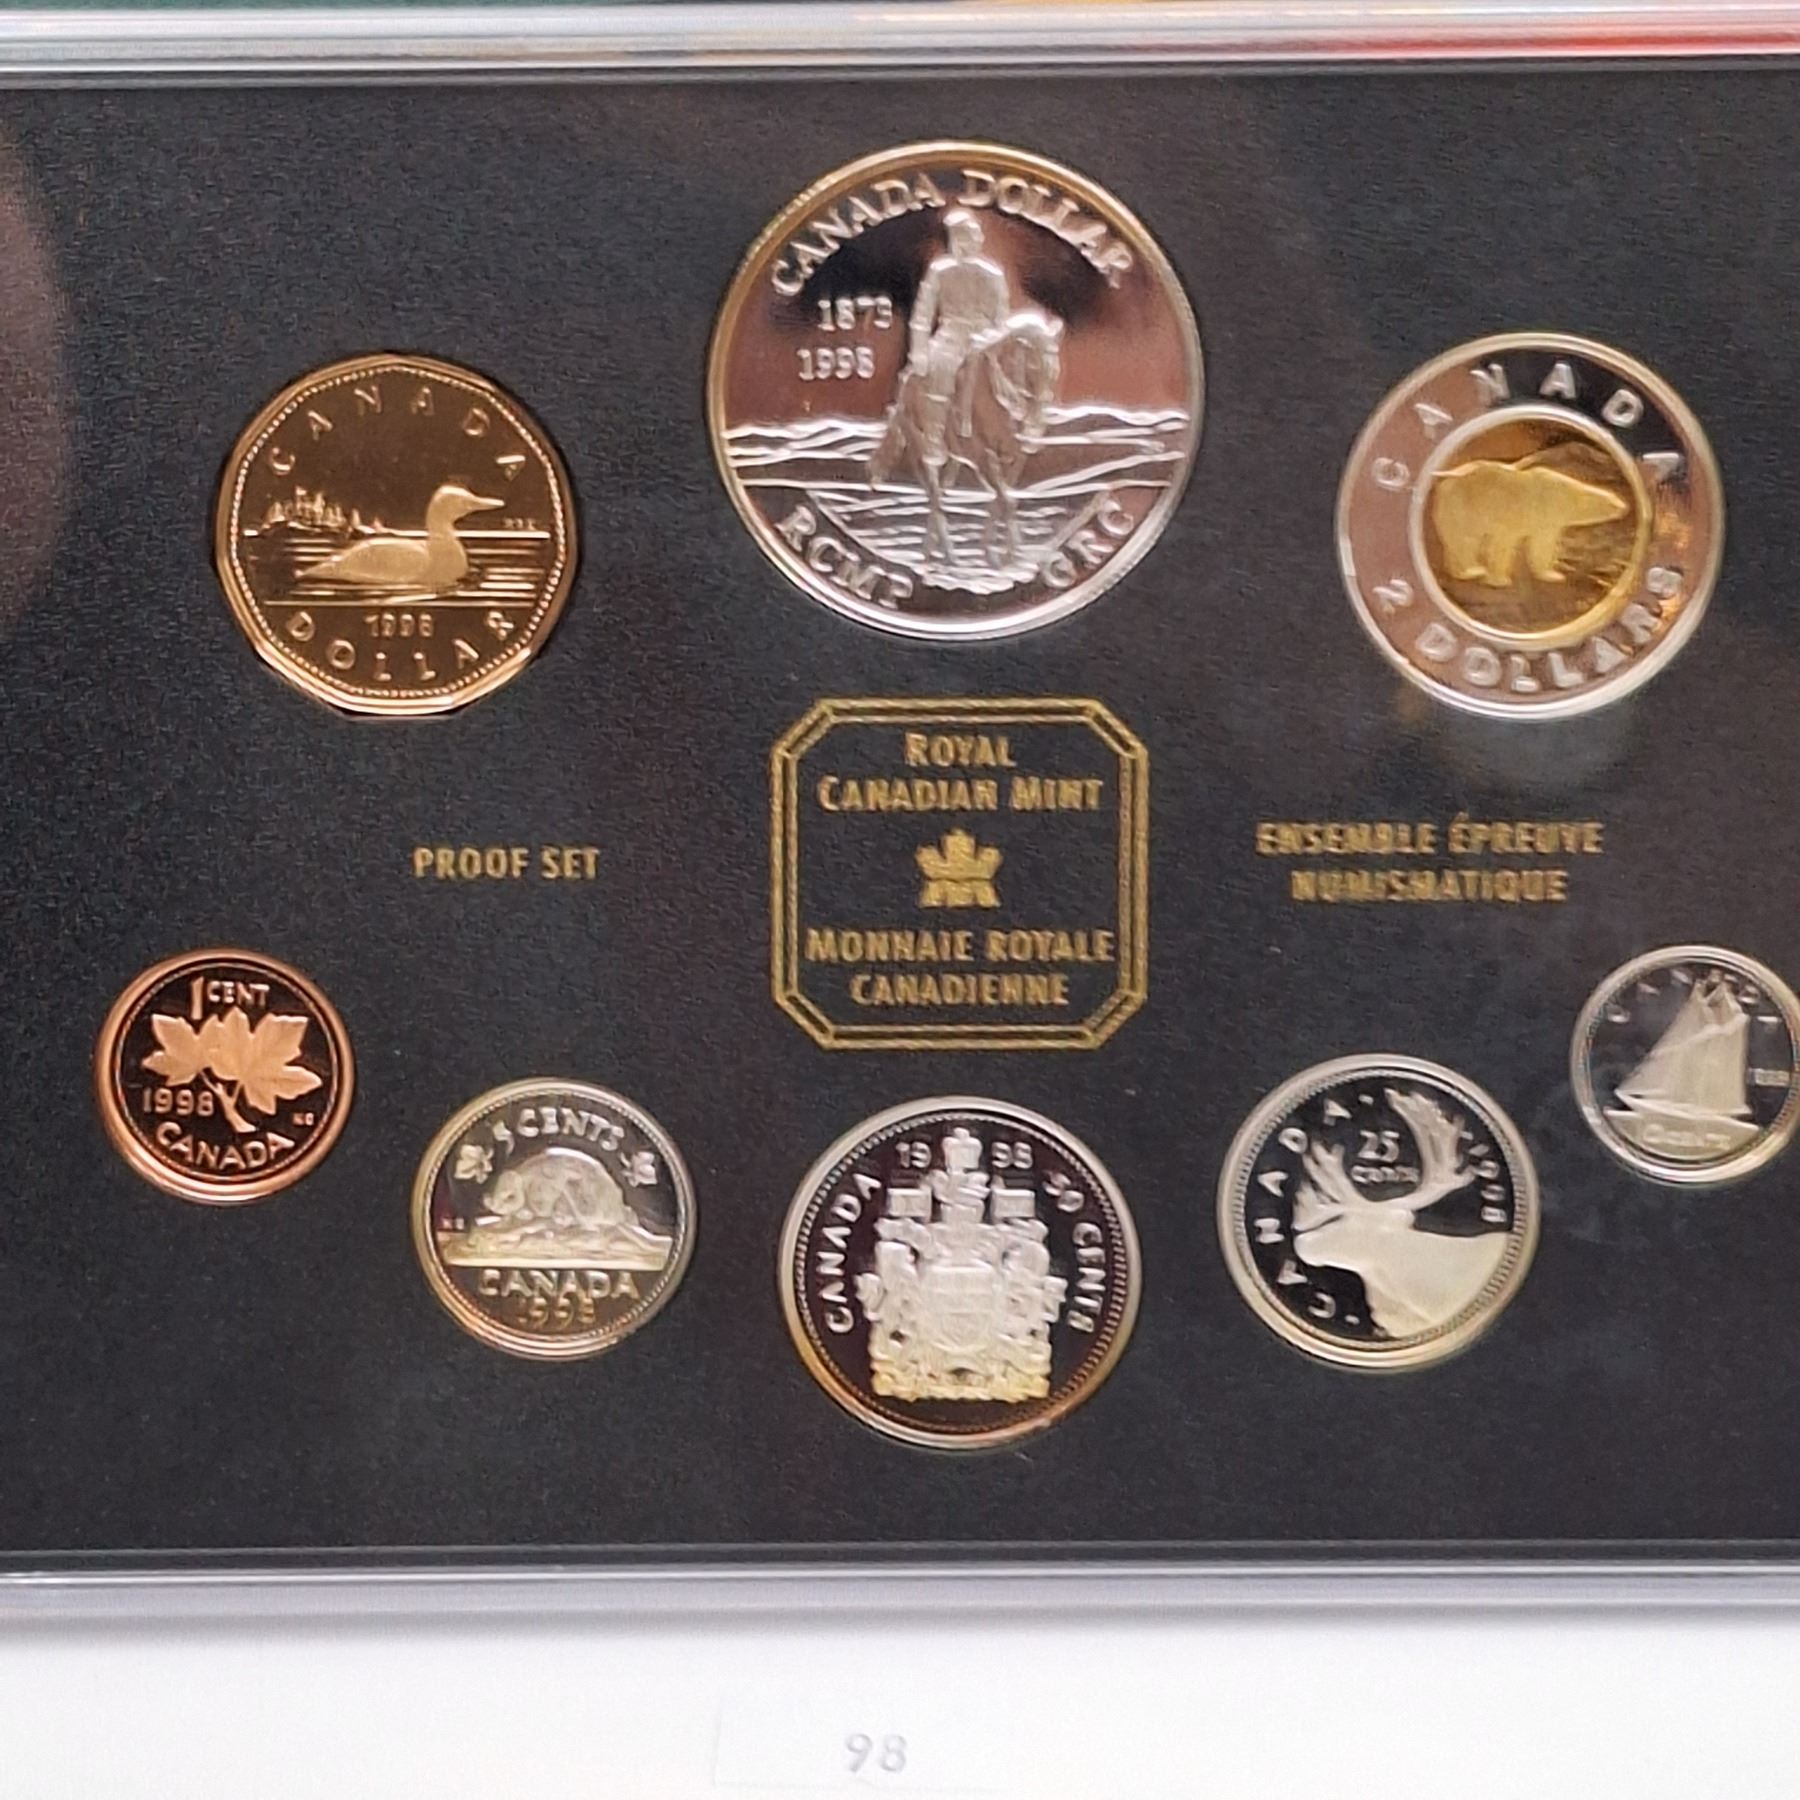 CANADA DOLLAR
1873
1998
RCMP GRC
CANADA
1998
DOLLAR
CANADA
2 DOLLARS
ROYAL
CANADIAN MINT
MONNAIE ROYALE
CANADIENNE
PROOF SET
ENSEMBLE ÉPREUVE
NUMISMATIQUE
1 CENT
1998
CANADA
5 CENTS
CANADA
1998
1998
CANADA
50 CENTS
25
CENTS
CANADA
1998
CANADA
98